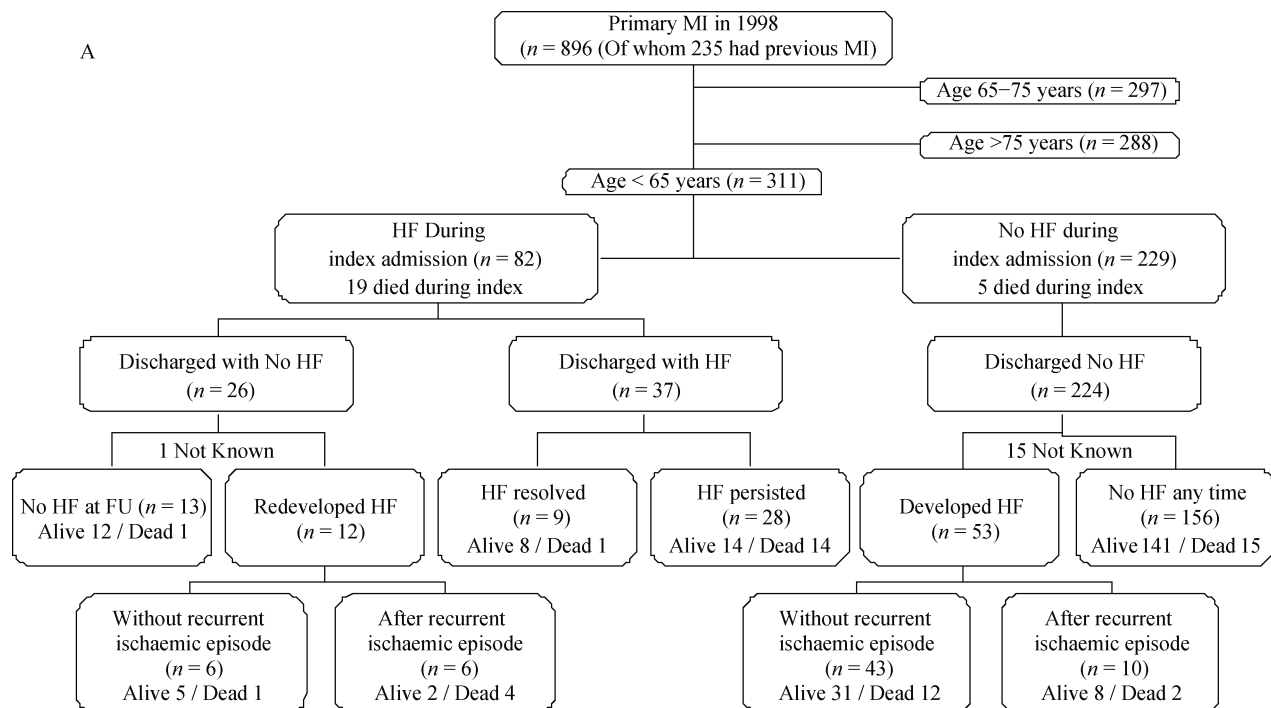 A
Primary MI in 1998
(n = 896 (Of whom 235 had previous MI)
Age 65−75 years (n = 297)
Age >75 years (n = 288)
Age < 65 years (n = 311)
HF During
index admission (n = 82)
19 died during index
No HF during
index admission (n = 229)
5 died during index
Discharged with No HF
(n = 26)
Discharged with HF
(n = 37)
Discharged No HF
(n = 224)
1 Not Known
15 Not Known
No HF at FU (n = 13)
Alive 12 / Dead 1
Redeveloped HF
(n = 12)
HF resolved
(n = 9)
Alive 8 / Dead 1
HF persisted
(n = 28)
Alive 14 / Dead 14
Developed HF
(n = 53)
No HF any time
(n = 156)
Alive 141 / Dead 15
Without recurrent
ischaemic episode
(n = 6)
Alive 5 / Dead 1
After recurrent
ischaemic episode
(n = 6)
Alive 2 / Dead 4
Without recurrent
ischaemic episode
(n = 43)
Alive 31 / Dead 12
After recurrent
ischaemic episode
(n = 10)
Alive 8 / Dead 2